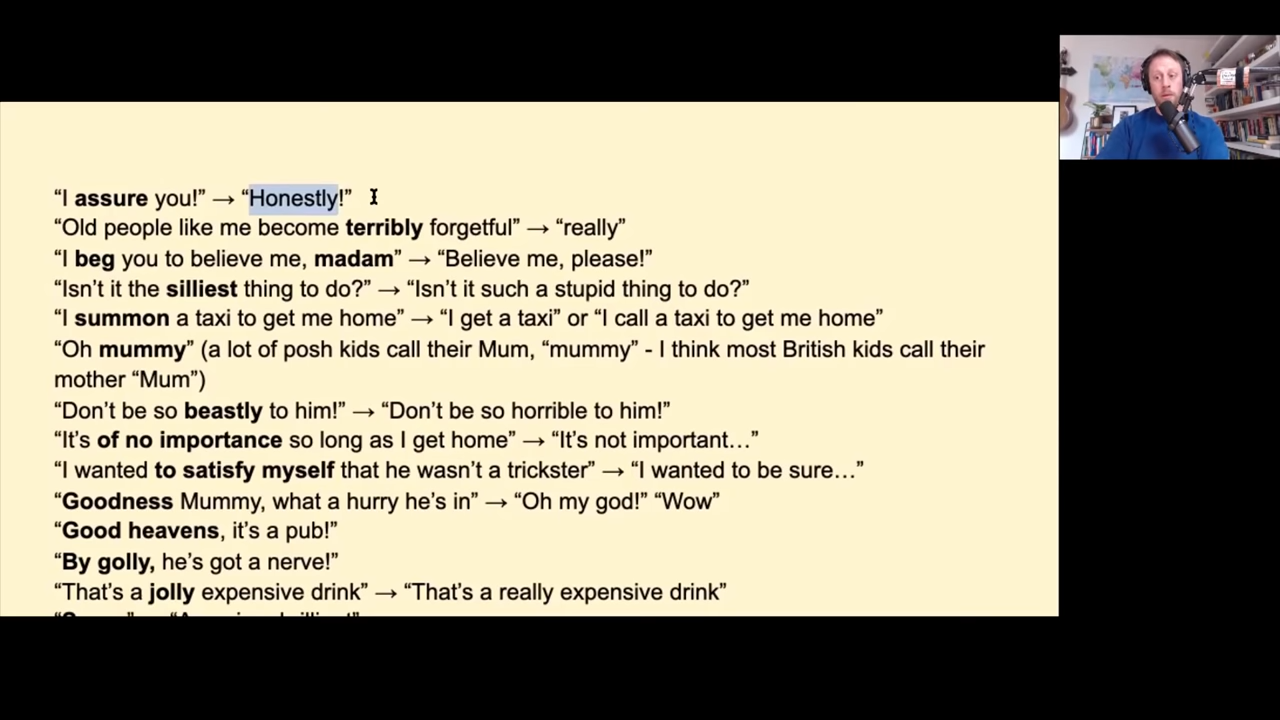 “I assure you!” → “Honestly!”
“Old people like me become terribly forgetful” → “really”
“I beg you to believe me, madam” → “Believe me, please!”
“Isn’t it the silliest thing to do?” → “Isn’t it such a stupid thing to do?”
“I summon a taxi to get me home” → “I get a taxi” or “I call a taxi to get me home”
“Oh mummy” (a lot of posh kids call their Mum, “mummy” - I think most British kids call their
mother “Mum”)
“Don’t be so beastly to him!” → “Don’t be so horrible to him!”
“It’s of no importance so long as I get home” → “It’s not important…”
“I wanted to satisfy myself that he wasn’t a trickster” → “I wanted to be sure…”
“Goodness Mummy, what a hurry he’s in” → “Oh my god!” “Wow”
“Good heavens, it’s a pub!”
“By golly, he’s got a nerve!”
“That’s a jolly expensive drink” → “That’s a really expensive drink”